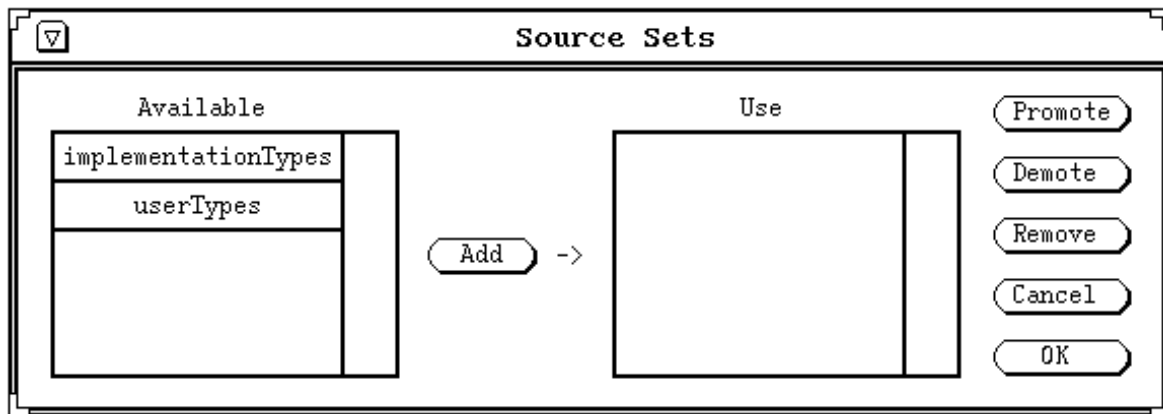 Source Sets
Available
Use
implementationTypes
userTypes
Add ->
Promote
Demote
Remove
Cancel
OK